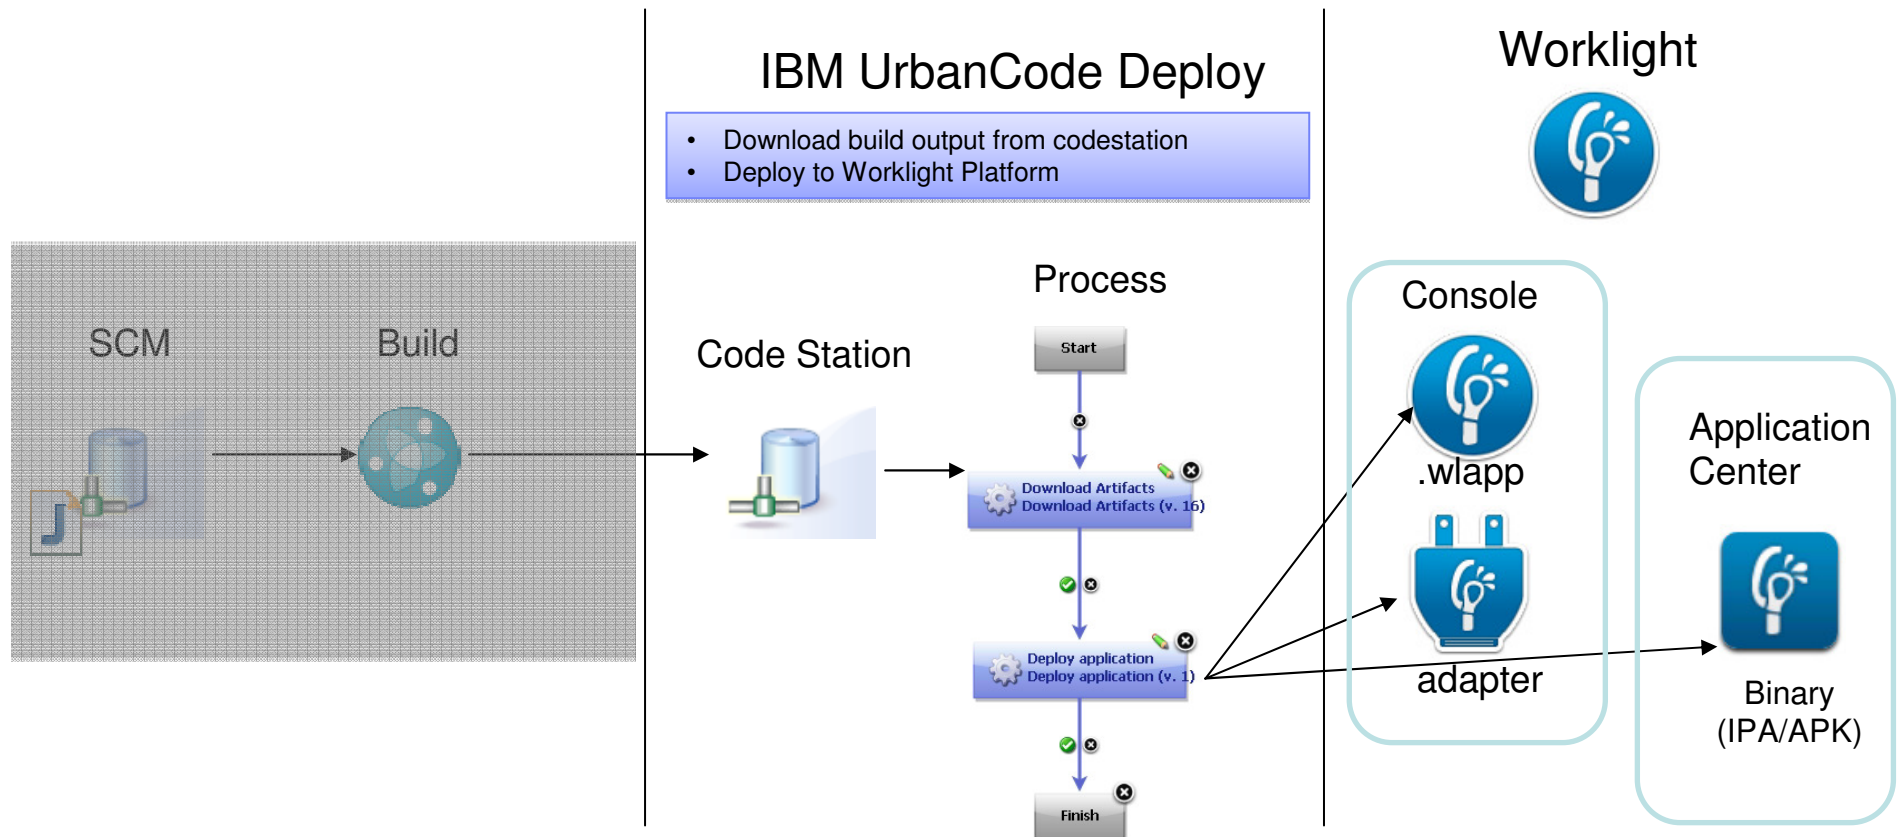 IBM UrbanCode Deploy
• Download build output from codestation
• Deploy to Worklight Platform
Worklight
SCM
Build
Code Station
Process
Start
Download Artifacts
Download Artifacts (v. 16)
Deploy application
Deploy application (v. 1)
Finish
Console
.wlapp
adapter
Application
Center
Binary
(IPA/APK)